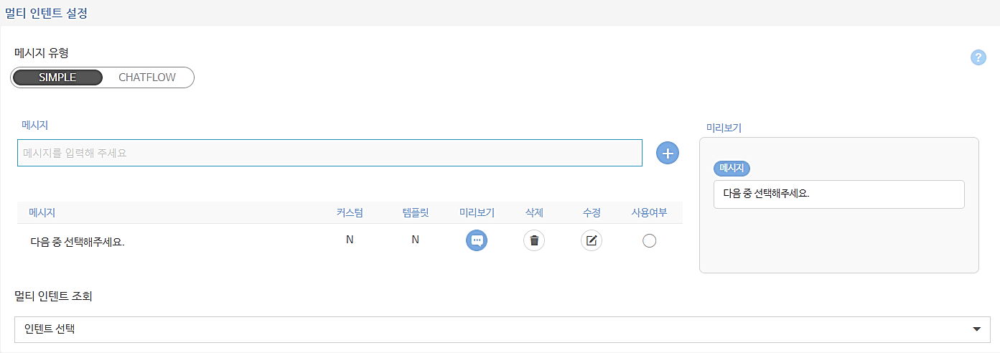 멀티 인텐트 설정
메시지 유형
?
SIMPLE CHATFLOW
메시지
미리보기
메시지를 입력해 주세요
메시지
다음 중 선택해주세요.
메시지 커스텀 템플릿 미리보기 삭제 수정 사용여부
다음 중 선택해주세요. N N
멀티 인텐트 조회
인텐트 선택